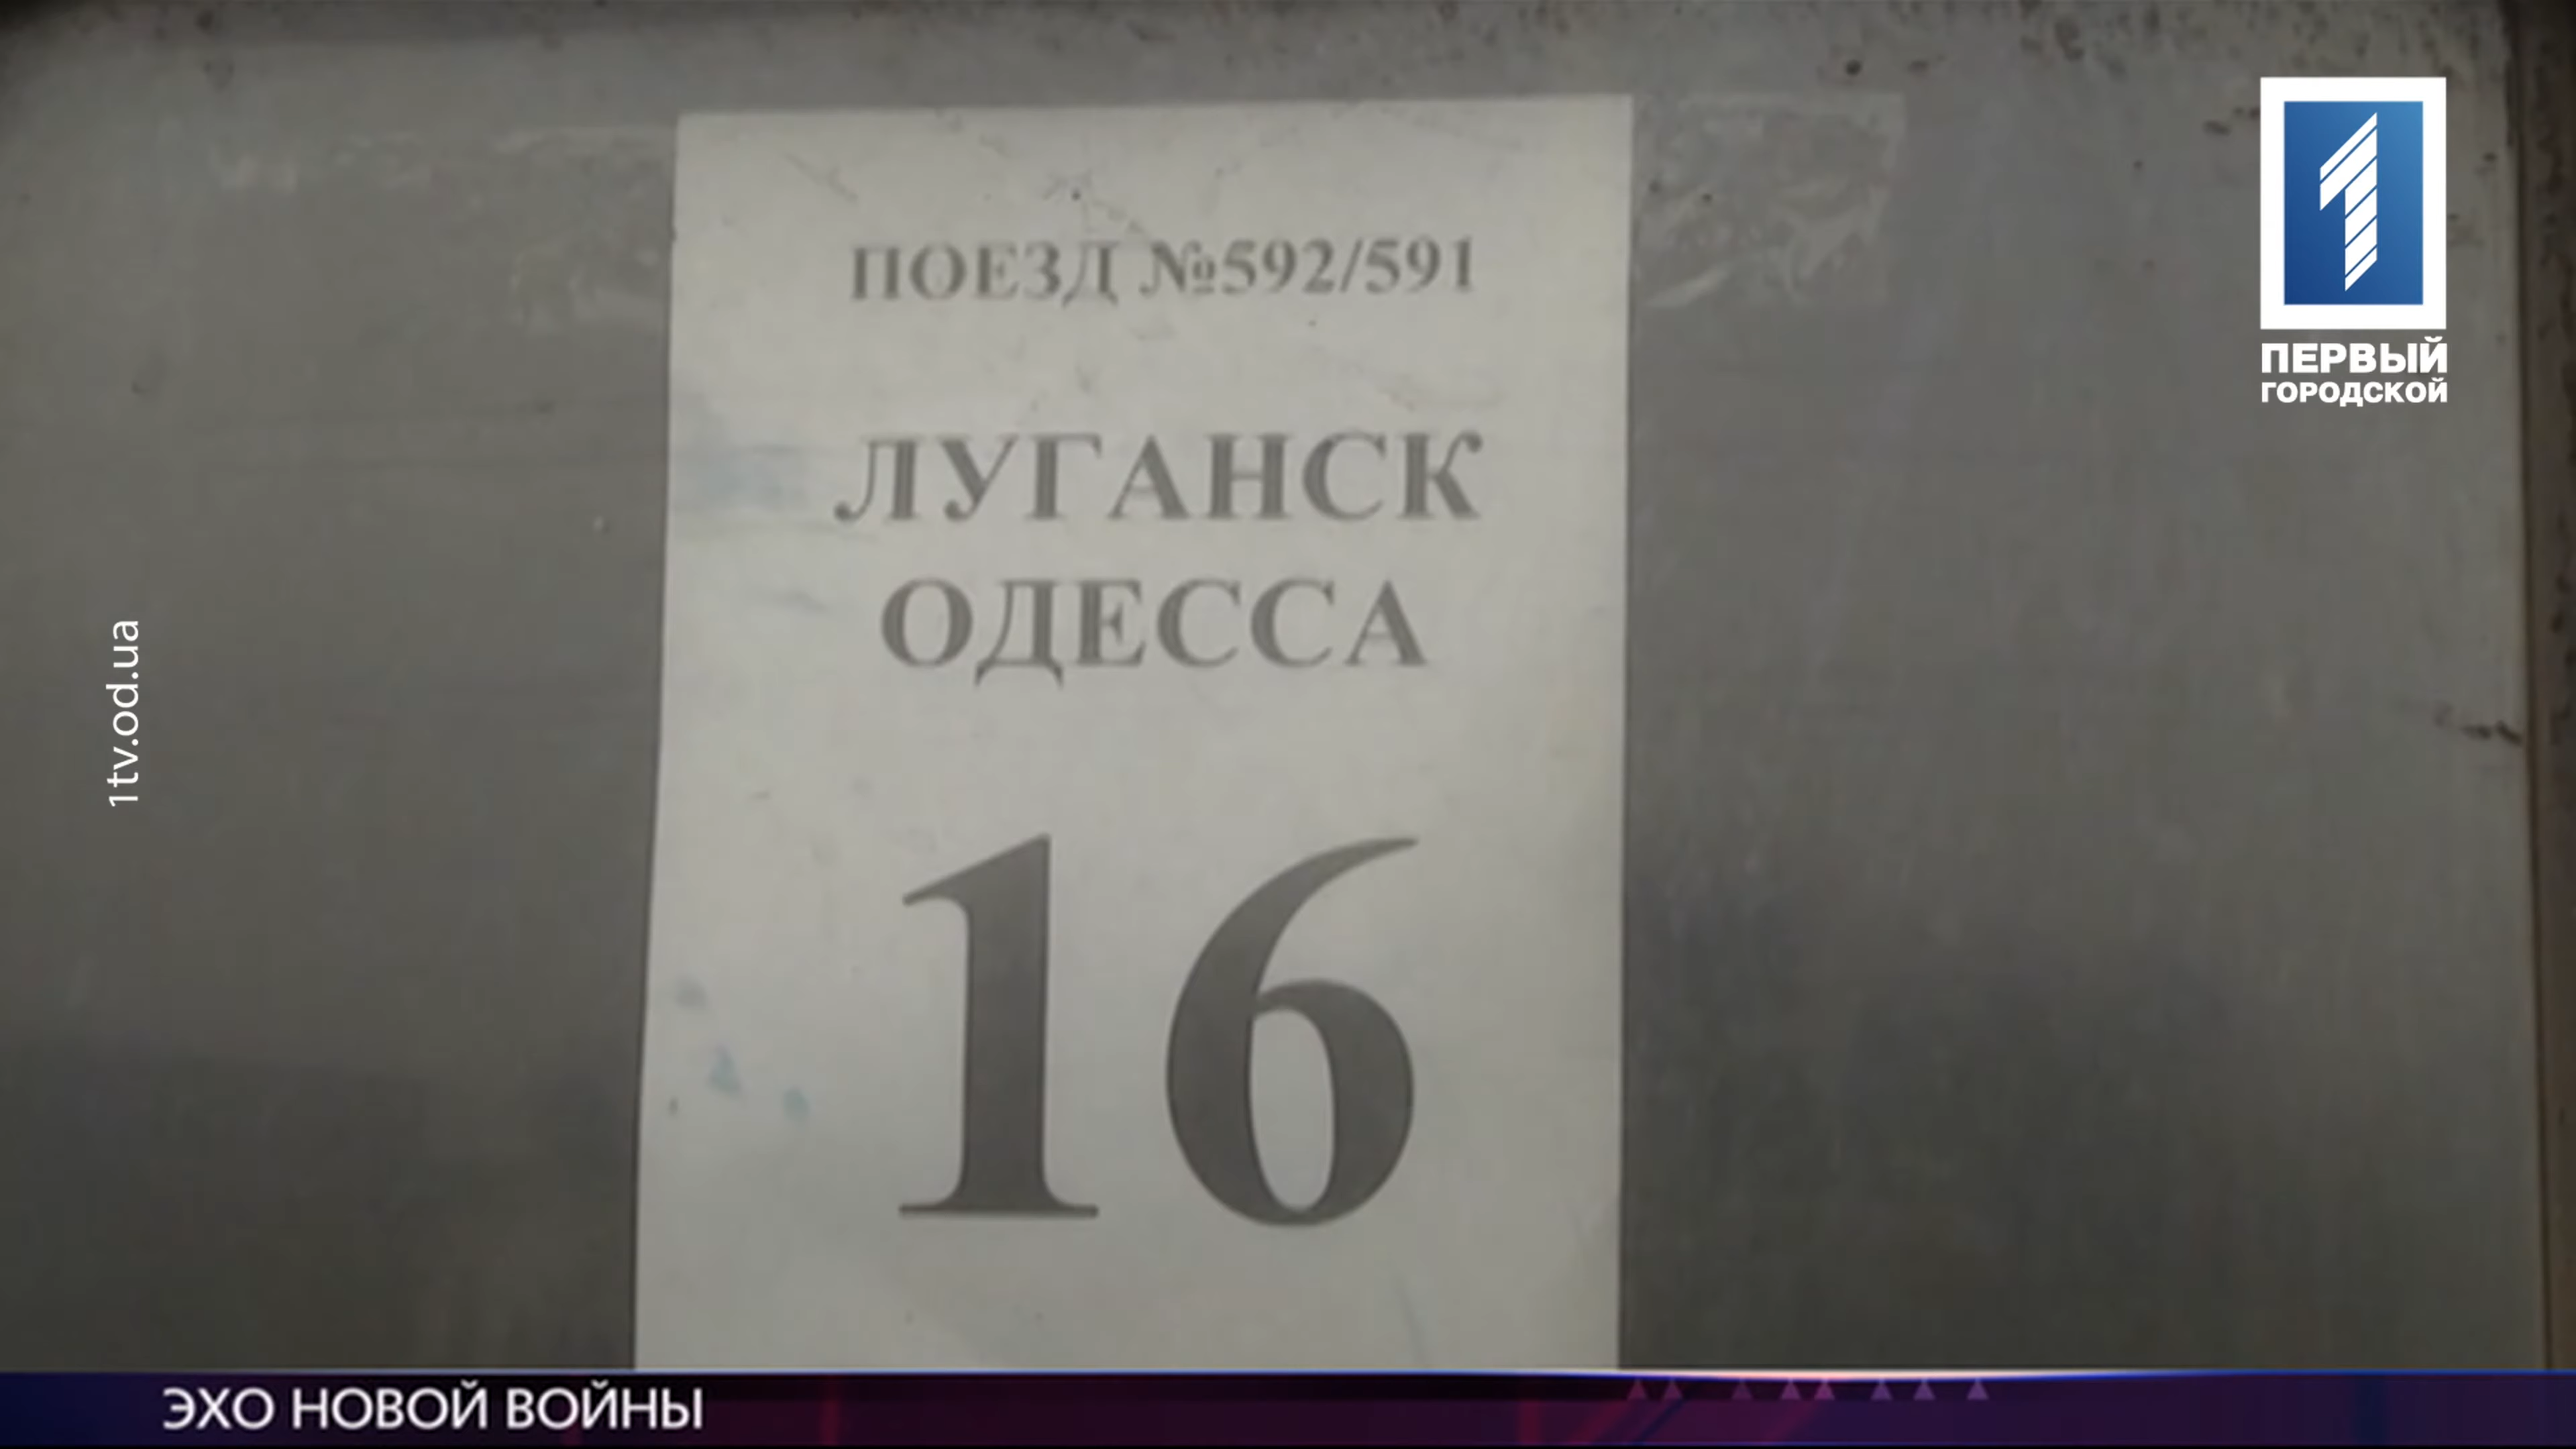 ПОЕЗД №592/591
ЛУГАНСК
ОДЕССА
16
ПЕРВЫЙ
ГОРОДСКОЙ
1tv.od.ua
ЭХО НОВОЙ ВОЙНЫ